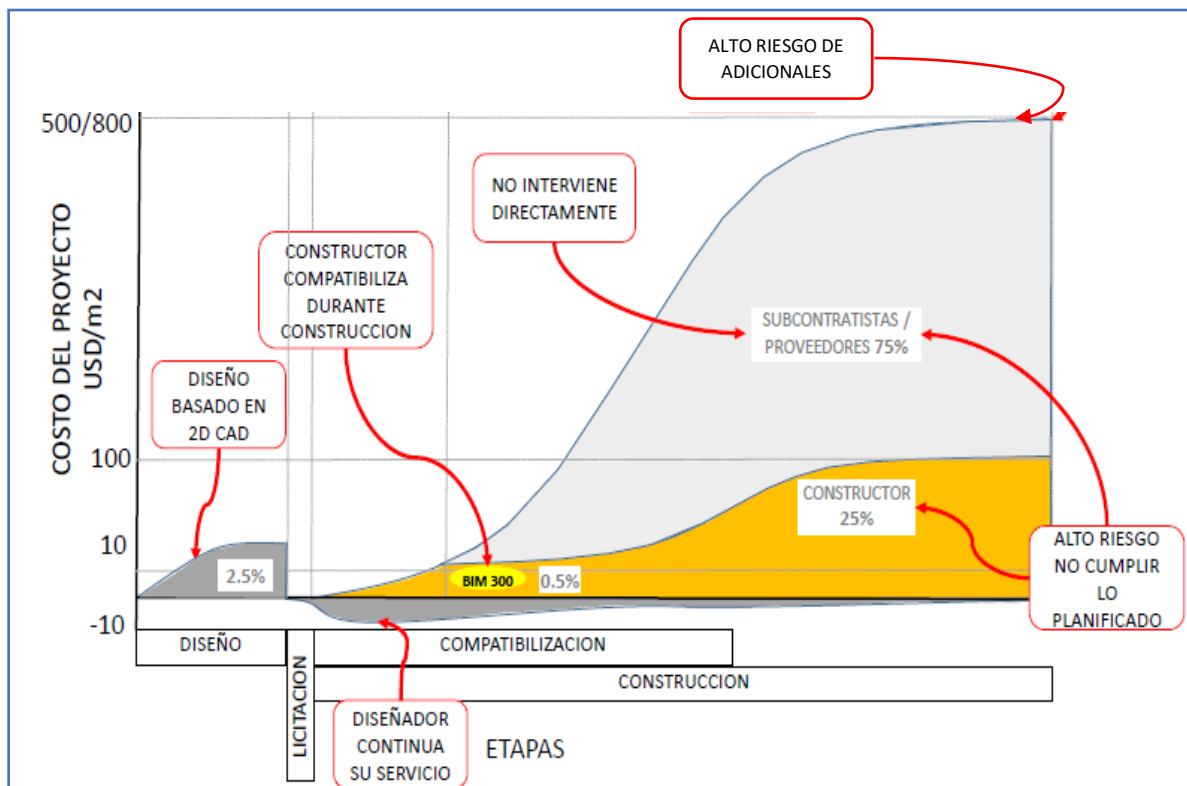 ALTO RIESGO DE
ADICIONALES
500/800
NO INTERVIENE
DIRECTAMENTE
CONSTRUCTOR
COMPATIBILIZA
DURANTE
CONSTRUCCION
COSTO DEL PROYECTO
USD/m2
SUBCONTRATISTAS /
PROVEEDORES 75%
DISEÑO
BASADO EN
2D CAD
100
CONSTRUCTOR
25%
10
2.5%
BIM 300
0.5%
ALTO RIESGO
NO CUMPLIR
LO
PLANIFICADO
-10
DISEÑO
COMPATIBILIZACION
LICITACION
CONSTRUCCION
DISEÑADOR
CONTINUA
SU SERVICIO
ETAPAS